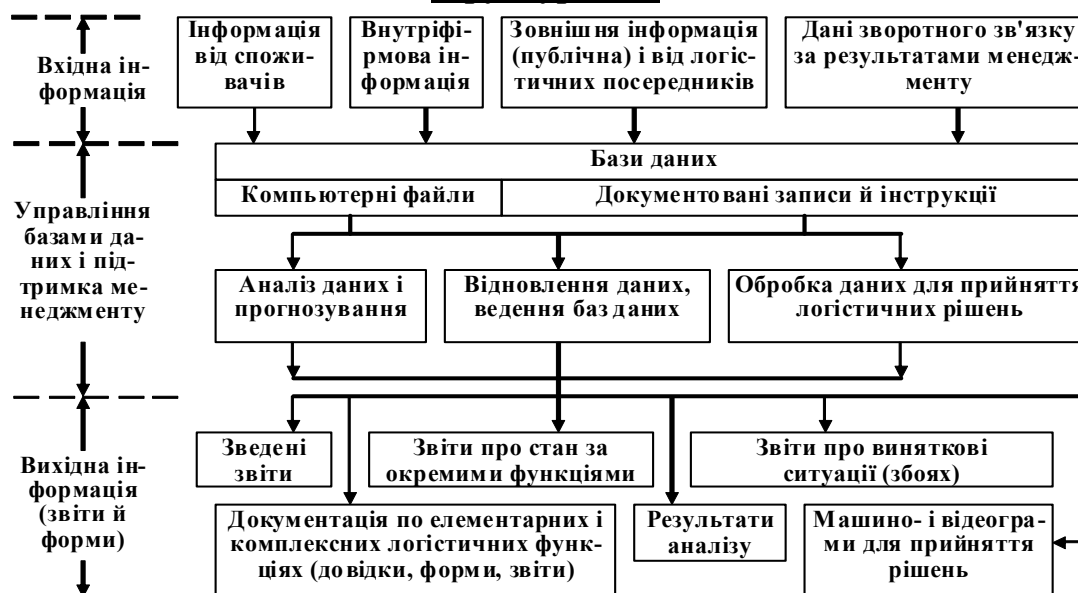 Вхідна ін-
формація
Інформація
від спожи-
вачів
Внутріфі-
рмова ін-
формація
Зовнішня інформація
(публічна) і від логіс-
тичних посередників
Дані зворотного зв'язку
за результатами менедж-
менту
Управління
базами да-
них і під-
тримка ме-
неджменту
Бази даних
Компьютерні файли
Документовані записи й інструкції
Аналіз даних і
прогнозування
Відновлення даних,
ведення баз даних
Обробка даних для прийняття
логістичних рішень
Вихідна ін-
формація
(звіти й
форми)
Зведені
звіти
Звіти про стан за
окремими функціями
Звіти про виняткові
ситуації (збоях)
Документація по елементарних і
комплексних логістичних функ-
ціях (довідки, форми, звіти)
Результати
аналізу
Машино- і відеогра-
ми для прийняття
рішень